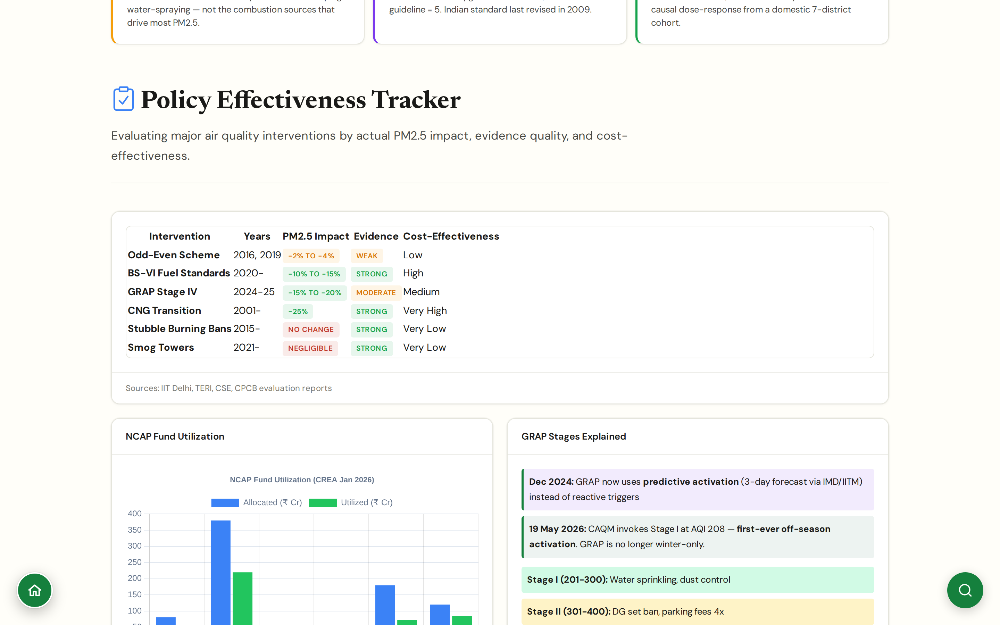 water-spraying — not the combustion sources that
drive most PM2.5.
guideline = 5. Indian standard last revised in 2009.
causal dose-response from a domestic 7-district
cohort.
Policy Effectiveness Tracker
Evaluating major air quality interventions by actual PM2.5 impact, evidence quality, and cost-
effectiveness.
Intervention Years PM2.5 Impact Evidence Cost-Effectiveness
Odd-Even Scheme 2016, 2019 -2% TO -4% WEAK Low
BS-VI Fuel Standards 2020- -10% TO -15% STRONG High
GRAP Stage IV 2024-25 -15% TO -20% MODERATE Medium
CNG Transition 2001- -25% STRONG Very High
Stubble Burning Bans 2015- NO CHANGE STRONG Very Low
Smog Towers 2021- NEGLIGIBLE STRONG Very Low
Sources: IIT Delhi, TERI, CSE, CPCB evaluation reports
NCAP Fund Utilization
NCAP Fund Utilization (CREA Jan 2026)
Allocated (₹ Cr) Utilized (₹ Cr)
400
350
300
250
200
150
100
GRAP Stages Explained
Dec 2024: GRAP now uses predictive activation (3-day forecast via IMD/IITM)
instead of reactive triggers
19 May 2026: CAQM invokes Stage I at AQI 208 — first-ever off-season
activation. GRAP is no longer winter-only.
Stage I (201-300): Water sprinkling, dust control
Stage II (301-400): DG set ban, parking fees 4x